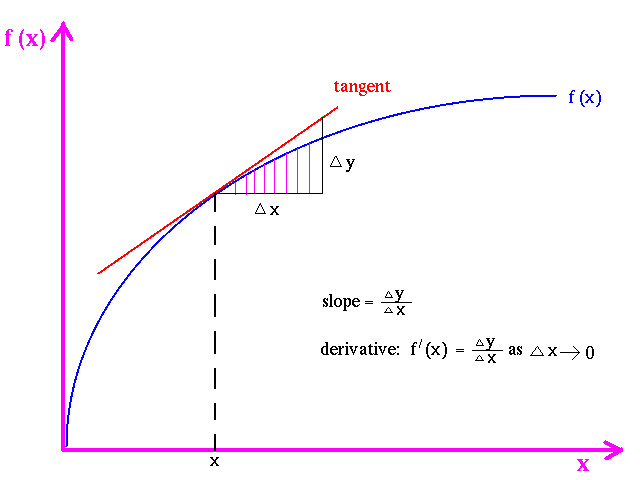 f (x)
tangent
f (x)
△ y
△ x
slope = △y / △x
derivative: f'(x) = △y / △x as △ x → 0
x
x